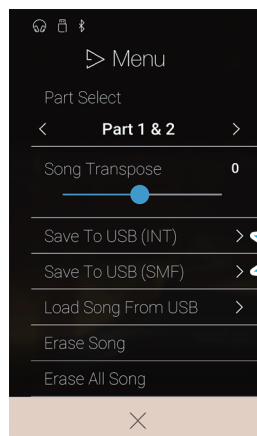 Menu
Part Select
< Part 1 & 2 >
Song Transpose 0
Save To USB (INT) >
Save To USB (SMF) >
Load Song From USB >
Erase Song
Erase All Song